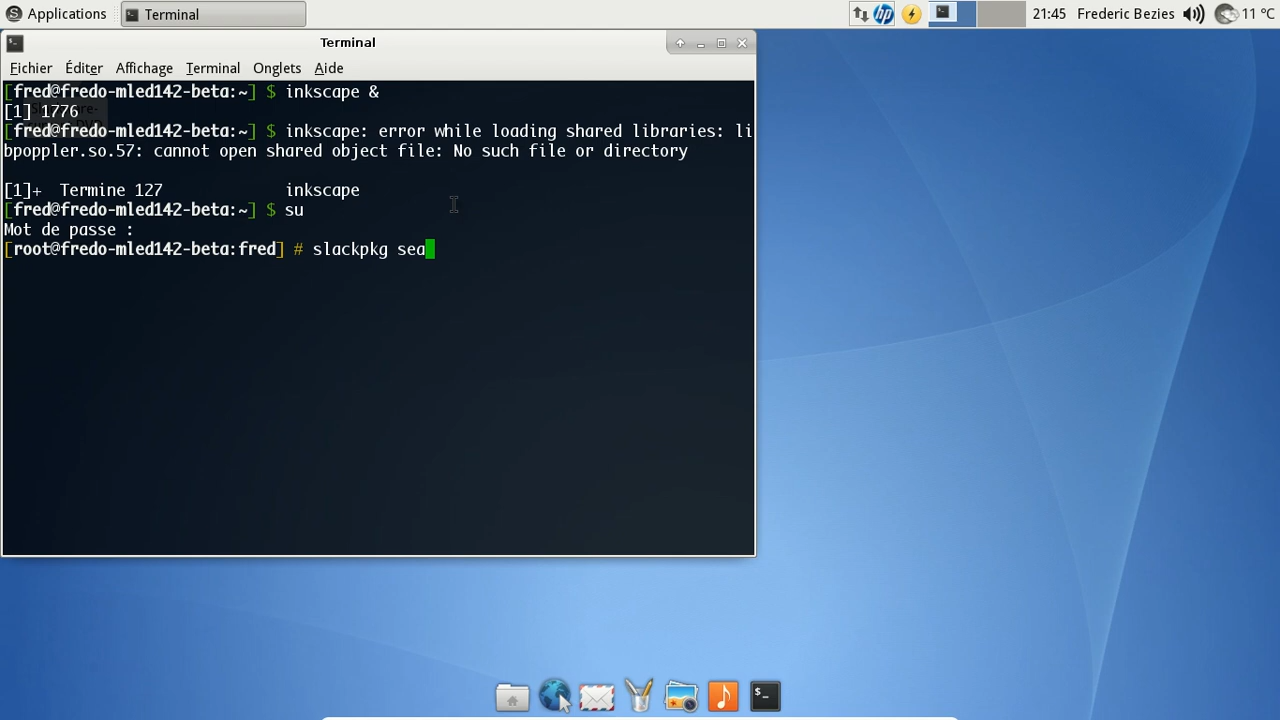 Applications
Terminal
21:45
Frederic Bezies
11 °C
Terminal
Fichier Éditer Affichage Terminal Onglets Aide
[fred@fredo-mled142-beta:~] $ inkscape &
[1] 1776
[fred@fredo-mled142-beta:~] $ inkscape: error while loading shared libraries: li
bpoppler.so.57: cannot open shared object file: No such file or directory
[1]+  Termine 127             inkscape
[fred@fredo-mled142-beta:~] $ su
Mot de passe :
[root@fredo-mled142-beta:fred] # slackpkg sea